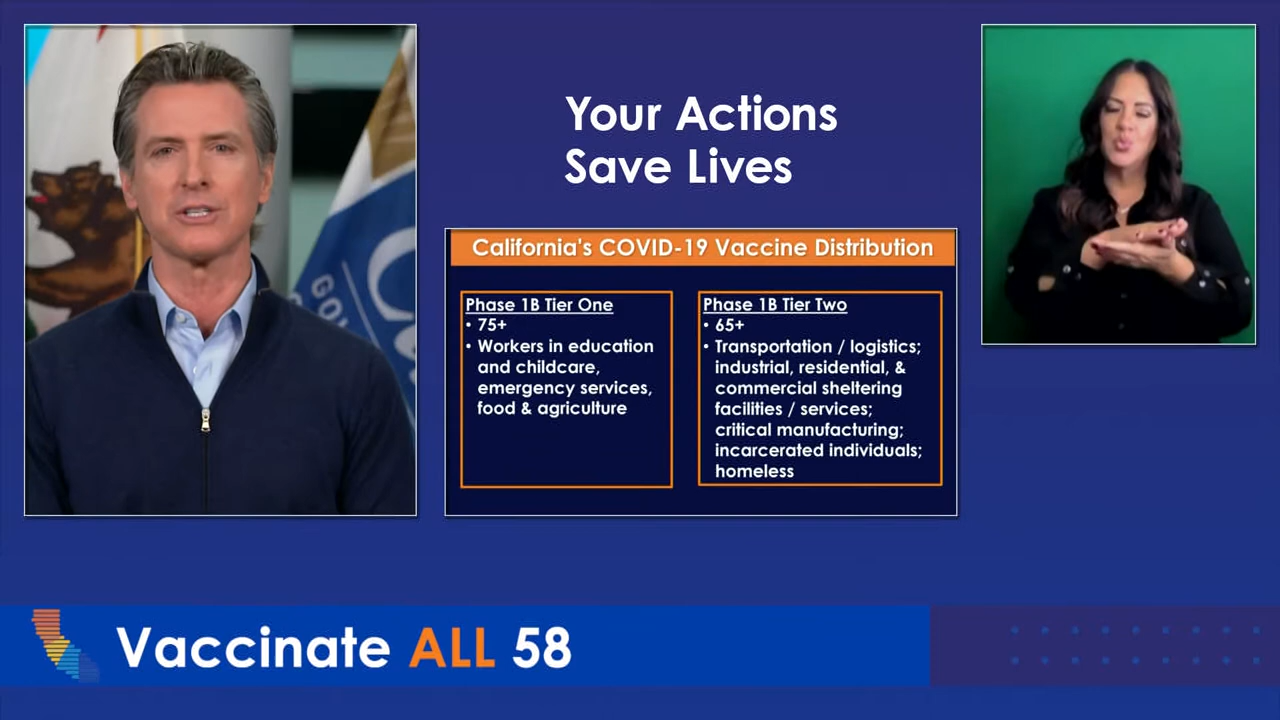 Your Actions
Save Lives
California's COVID-19 Vaccine Distribution
Phase 1B Tier One
• 75+
• Workers in education
and childcare,
emergency services,
food & agriculture
Phase 1B Tier Two
• 65+
• Transportation / logistics;
industrial, residential, &
commercial sheltering
facilities / services;
critical manufacturing;
incarcerated individuals;
homeless
Vaccinate ALL 58